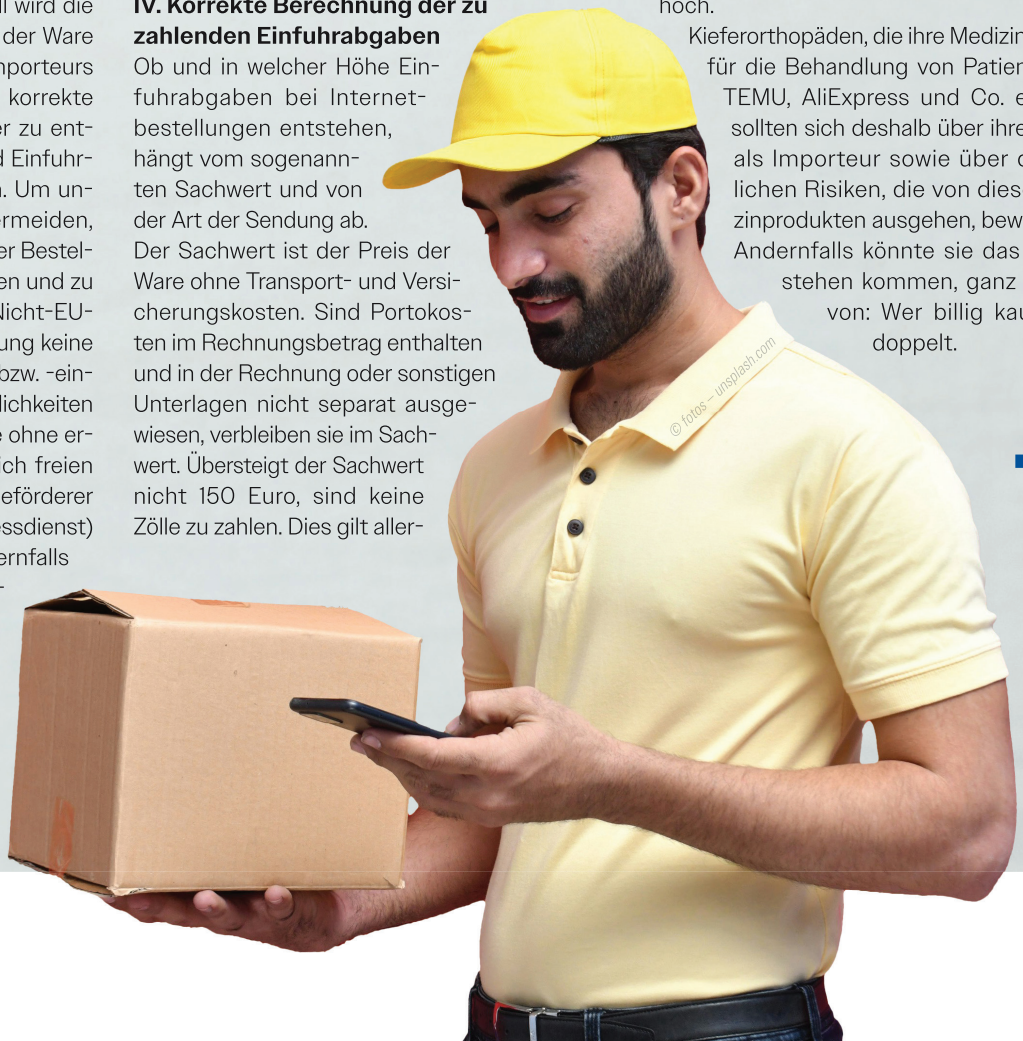 ll wird die
der Ware
mporteurs
korrekte
er zu ent-
d Einfuhr-
n. Um un-
ermeiden,
er Bestel-
en und zu
Nicht-EU-
ung keine
bzw. -ein-
lichkeiten
e ohne er-
ich freien
eförderer
essdienst)
ernfalls
-
IV. Korrekte Berechnung der zu
zahlenden Einfuhrabgaben
Ob und in welcher Höhe Ein-
fuhrabgaben bei Internet-
bestellungen entstehen,
hängt vom sogenann-
ten Sachwert und von
der Art der Sendung ab.
Der Sachwert ist der Preis der
Ware ohne Transport- und Versi-
cherungskosten. Sind Portokos-
ten im Rechnungsbetrag enthalten
und in der Rechnung oder sonstigen
Unterlagen nicht separat ausge-
wiesen, verbleiben sie im Sach-
wert. Übersteigt der Sachwert
nicht 150 Euro, sind keine
Zölle zu zahlen. Dies gilt aller-
hoch.
Kieferorthopäden, die ihre Medizin
für die Behandlung von Patien
TEMU, AliExpress und Co. e
sollten sich deshalb über ihre
als Importeur sowie über d
lichen Risiken, die von diese
zinprodukten ausgehen, bew
Andernfalls könnte sie das
stehen kommen, ganz
von: Wer billig kau
doppelt.
© fotos – unsplash.com